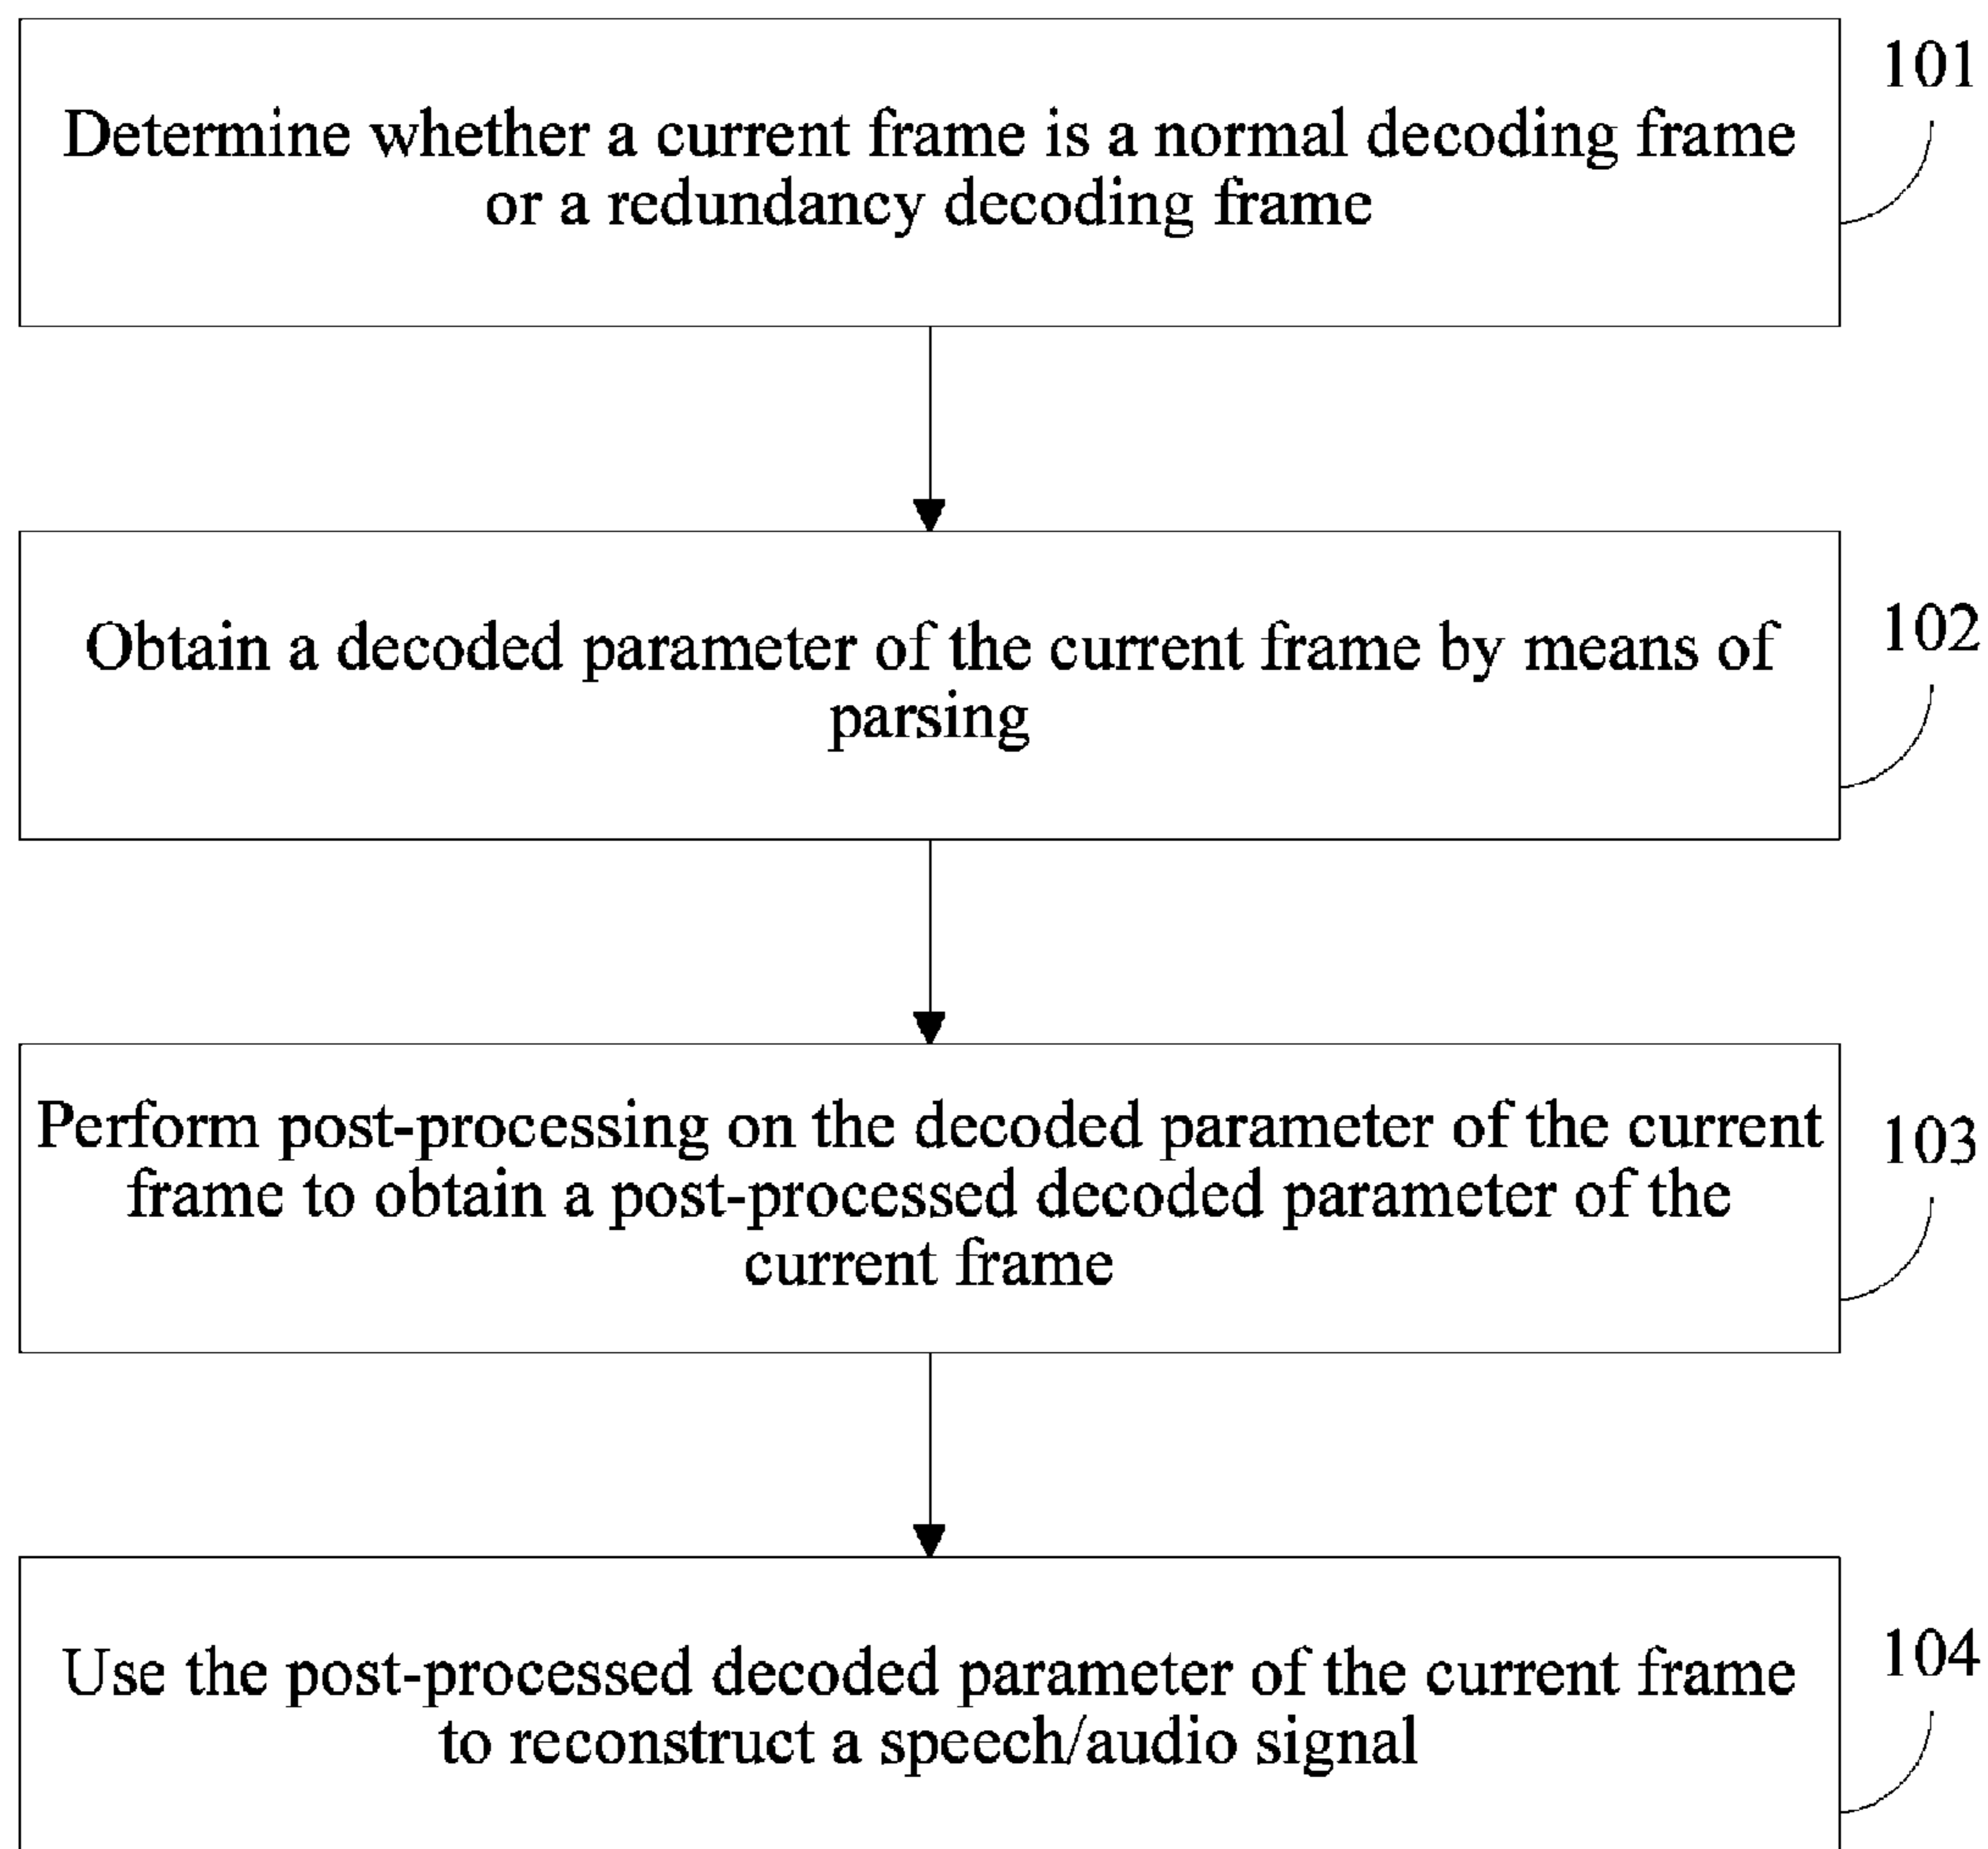 101
Determine whether a current frame is a normal decoding frame
or a redundancy decoding frame
102
Obtain a decoded parameter of the current frame by means of
parsing
103
Perform post-processing on the decoded parameter of the current
frame to obtain a post-processed decoded parameter of the
current frame
104
Use the post-processed decoded parameter of the current frame
to reconstruct a speech/audio signal